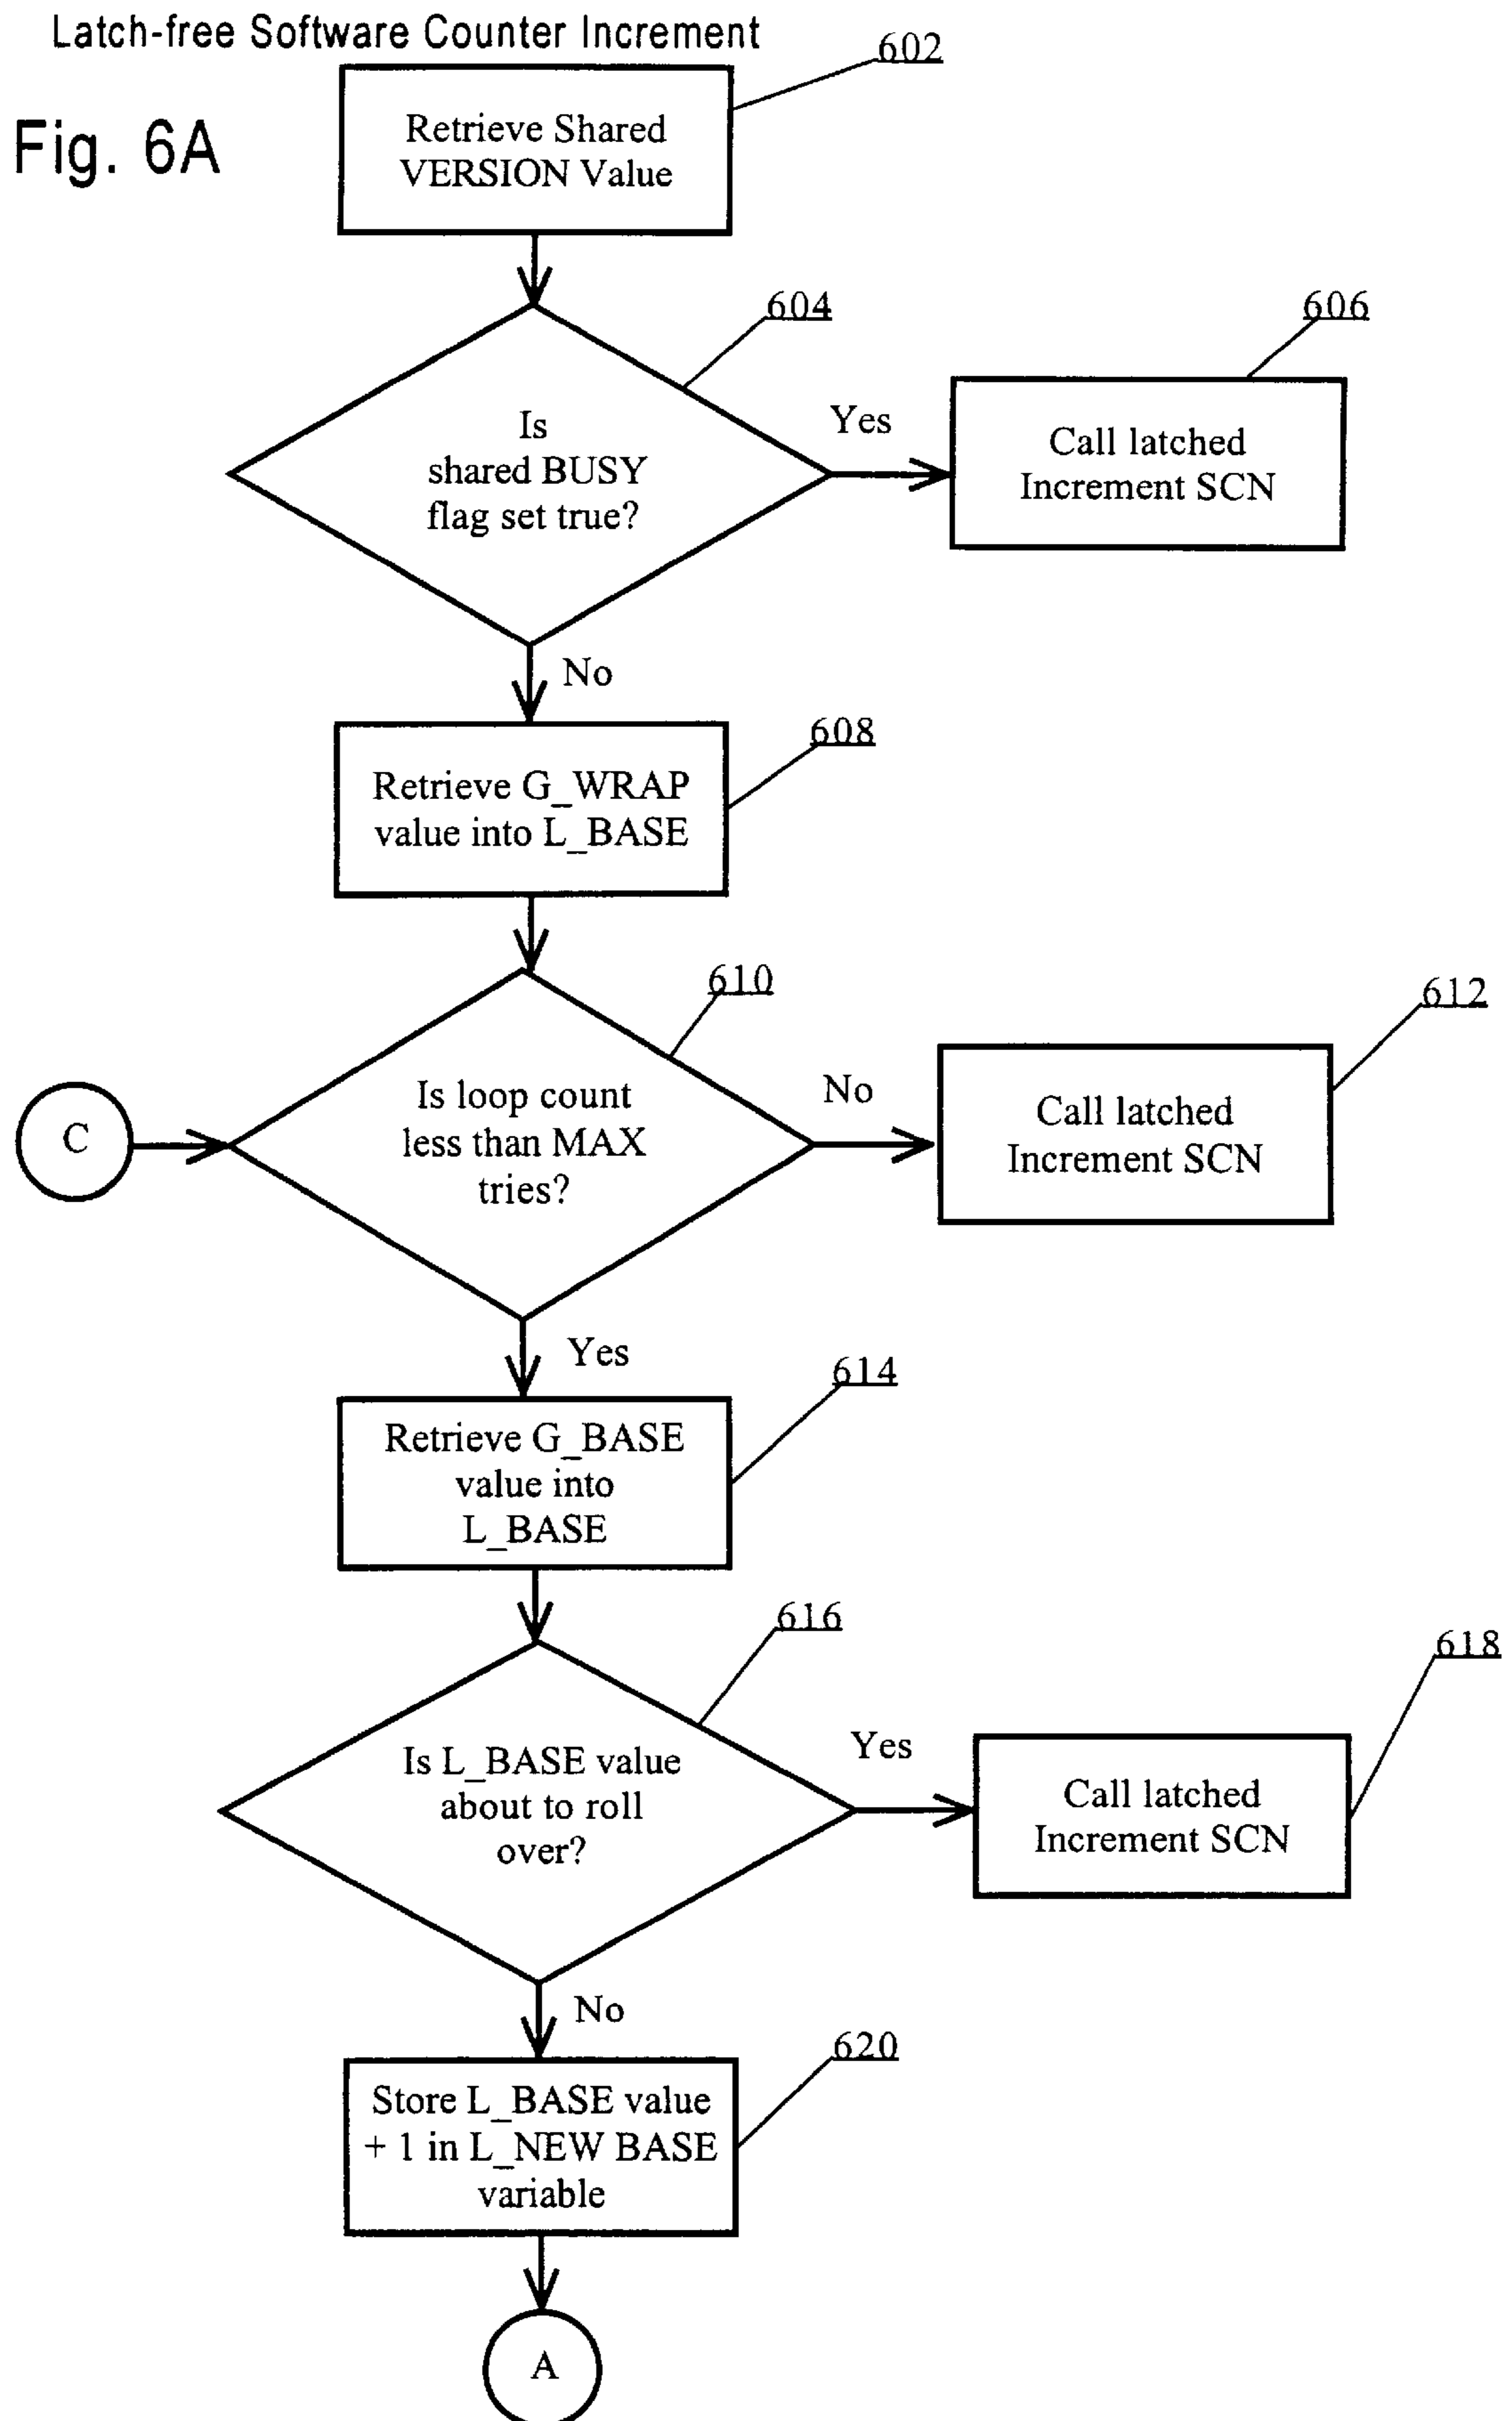 Latch-free Software Counter Increment
602
Fig. 6A
Retrieve Shared
VERSION Value
604
606
Is
shared BUSY
flag set true?
Yes
Call latched
Increment SCN
No
608
Retrieve G_WRAP
value into L_BASE
610
612
C
Is loop count
less than MAX
tries?
No
Call latched
Increment SCN
Yes
614
Retrieve G_BASE
value into
L_BASE
616
618
Is L_BASE value
about to roll
over?
Yes
Call latched
Increment SCN
No
620
Store L_BASE value
+ 1 in L_NEW BASE
variable
A